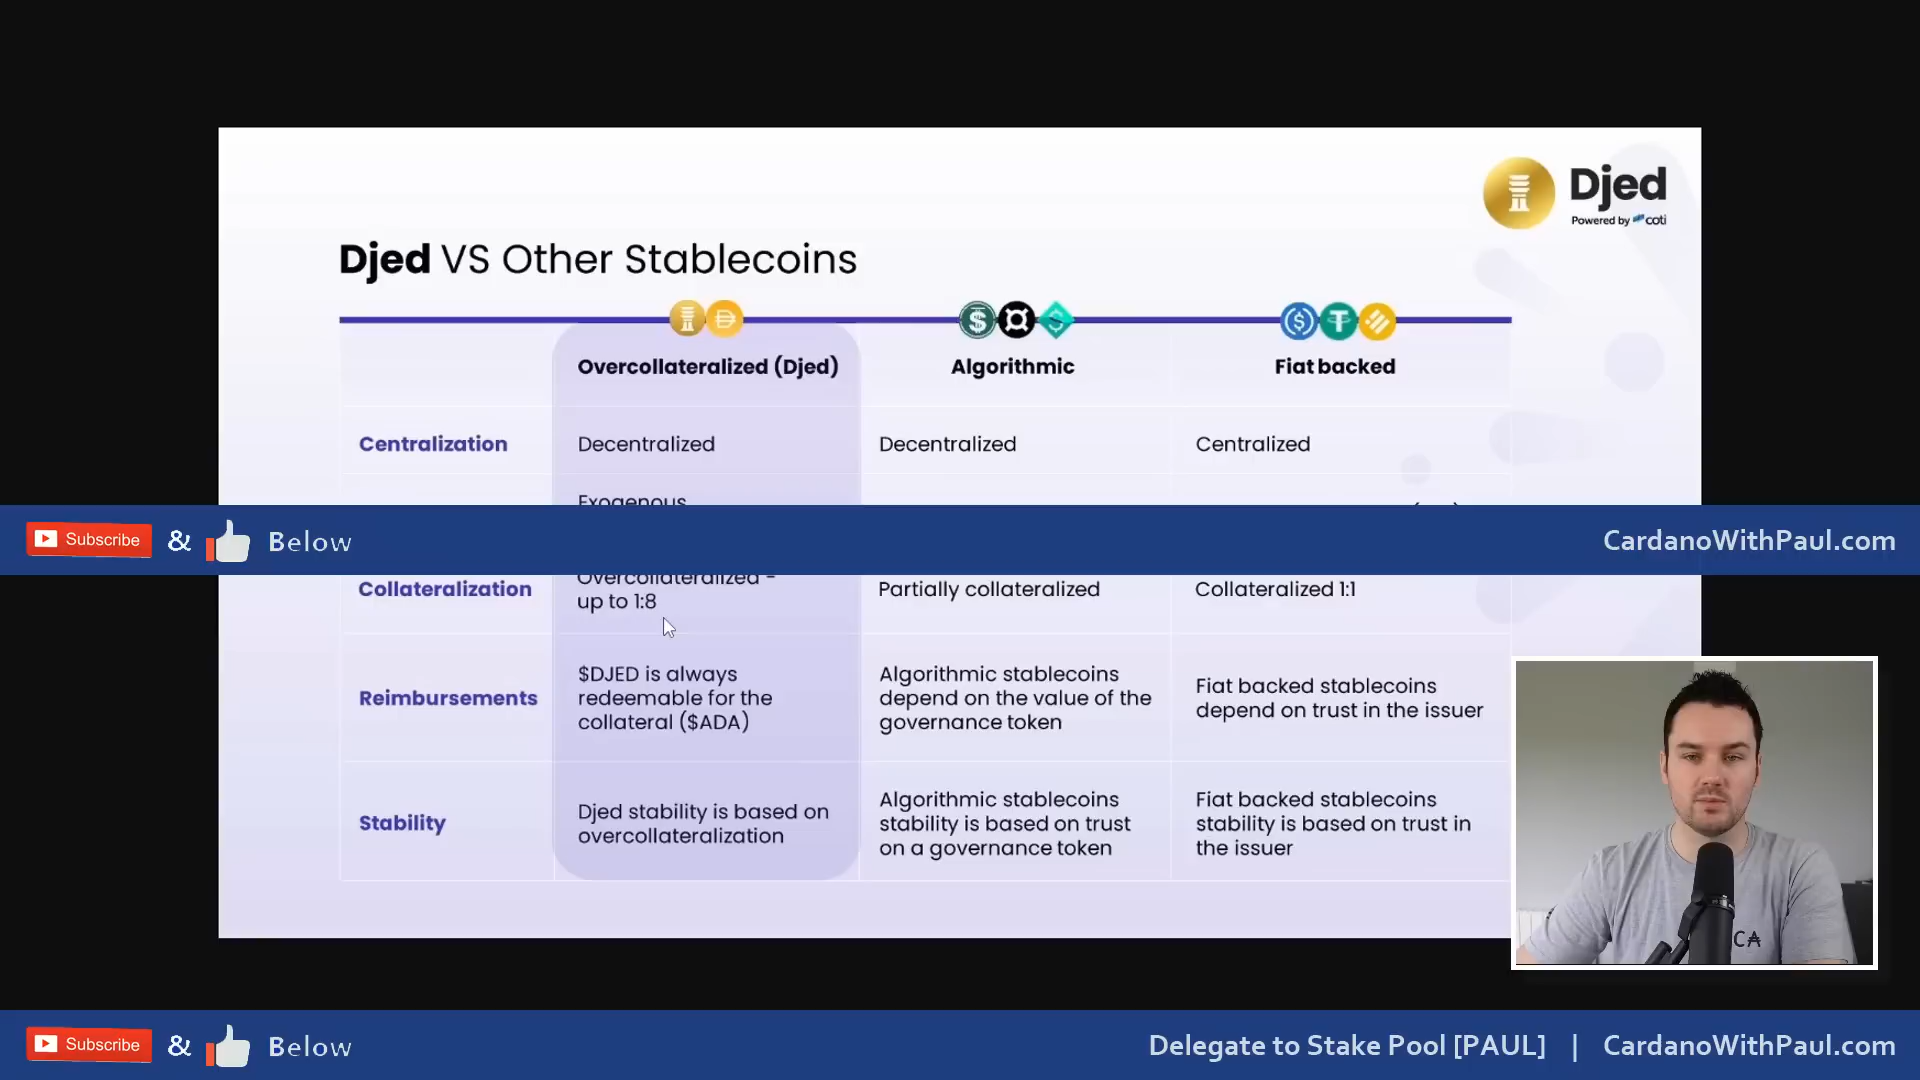 Djed
Powered by coti
Djed VS Other Stablecoins
Overcollateralized (Djed)
Algorithmic
Fiat backed
Centralization
Decentralized
Decentralized
Centralized
Exogenous
Subscribe & Below
CardanoWithPaul.com
Collateralization
Overcollateralized -
up to 1:8
Partially collateralized
Collateralized 1:1
Reimbursements
$DJED is always
redeemable for the
collateral ($ADA)
Algorithmic stablecoins
depend on the value of the
governance token
Fiat backed stablecoins
depend on trust in the issuer
Stability
Djed stability is based on
overcollateralization
Algorithmic stablecoins
stability is based on trust
on a governance token
Fiat backed stablecoins
stability is based on trust in
the issuer
Subscribe & Below
Delegate to Stake Pool [PAUL] | CardanoWithPaul.com